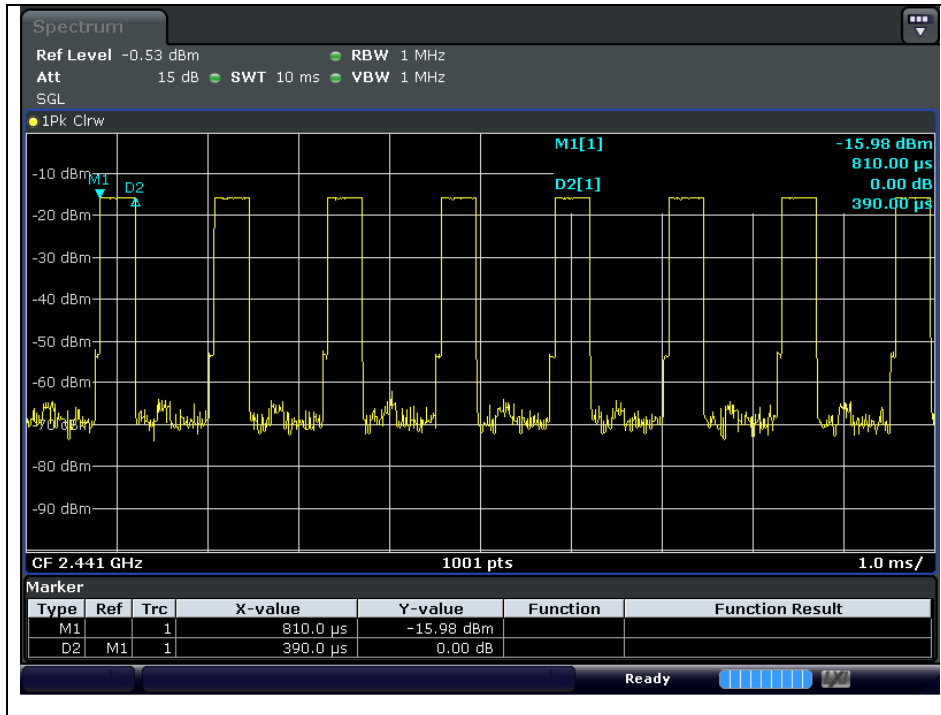 Spectrum
Ref Level -0.53 dBm RBW 1 MHz
Att 15 dB SWT 10 ms VBW 1 MHz
SGL
1Pk Clrw
M1[1] -15.98 dBm
810.00 µs
D2[1] 0.00 dB
390.00 µs
M1 D2
-10 dBm
-20 dBm
-30 dBm
-40 dBm
-50 dBm
-60 dBm
-70 dBm
-80 dBm
-90 dBm
CF 2.441 GHz 1001 pts 1.0 ms/
Marker
Type Ref Trc X-value Y-value Function Function Result
M1 1 810.0 µs -15.98 dBm
D2 M1 1 390.0 µs 0.00 dB
Ready